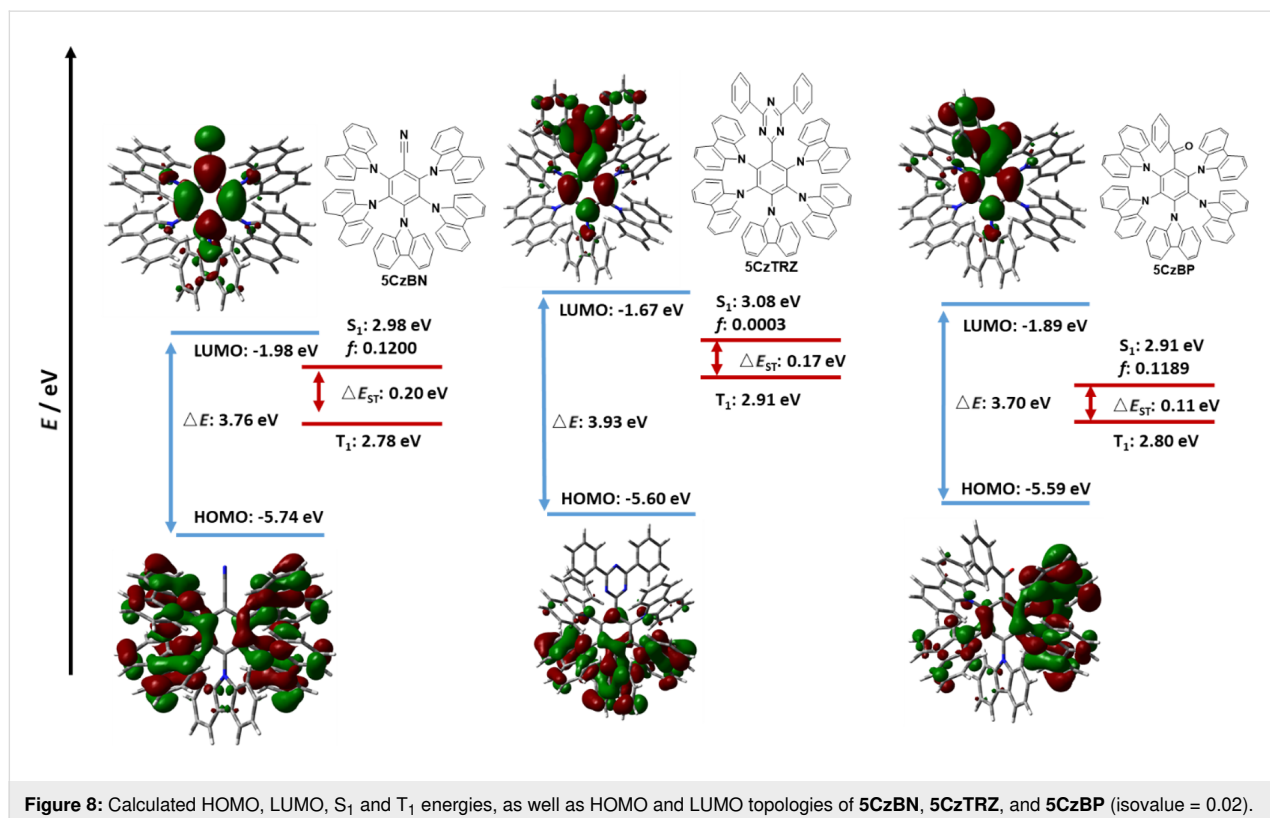 E / eV
N
N
N
N
N
N
5CzBN
LUMO: -1.98 eV
S₁: 2.98 eV
f: 0.1200
△E: 3.76 eV
△E_ST: 0.20 eV
T₁: 2.78 eV
HOMO: -5.74 eV
N
N
N
N
N
N
N
N
5CzTRZ
LUMO: -1.67 eV
S₁: 3.08 eV
f: 0.0003
△E: 3.93 eV
△E_ST: 0.17 eV
T₁: 2.91 eV
HOMO: -5.60 eV
O
N
N
N
N
N
5CzBP
LUMO: -1.89 eV
S₁: 2.91 eV
f: 0.1189
△E: 3.70 eV
△E_ST: 0.11 eV
T₁: 2.80 eV
HOMO: -5.59 eV
Figure 8: Calculated HOMO, LUMO, S₁ and T₁ energies, as well as HOMO and LUMO topologies of 5CzBN, 5CzTRZ, and 5CzBP (isovalue = 0.02).